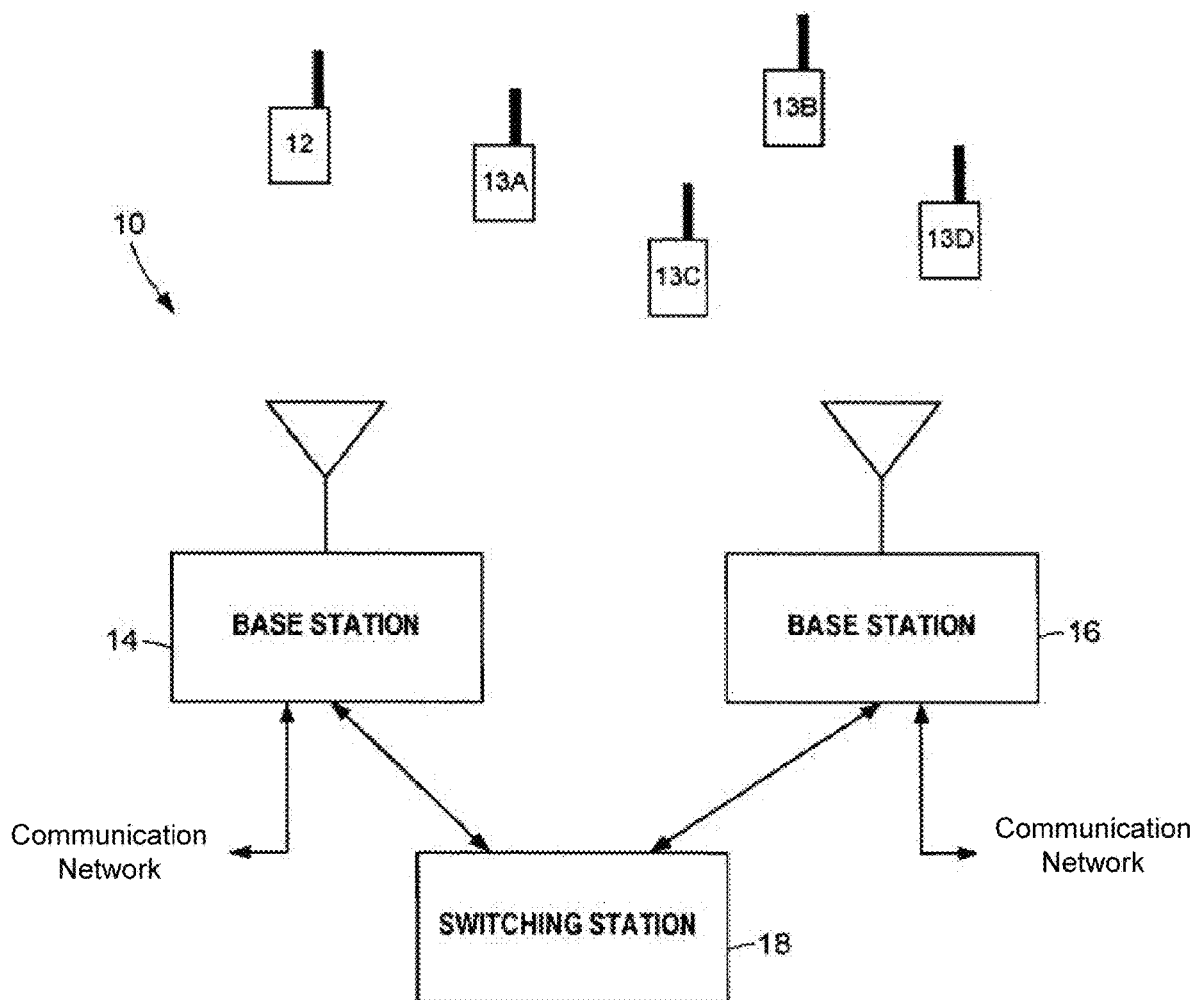 13B
12
13A
13D
10
13C
BASE STATION
BASE STATION
14
16
Communication
Network
Communication
Network
SWITCHING STATION
18